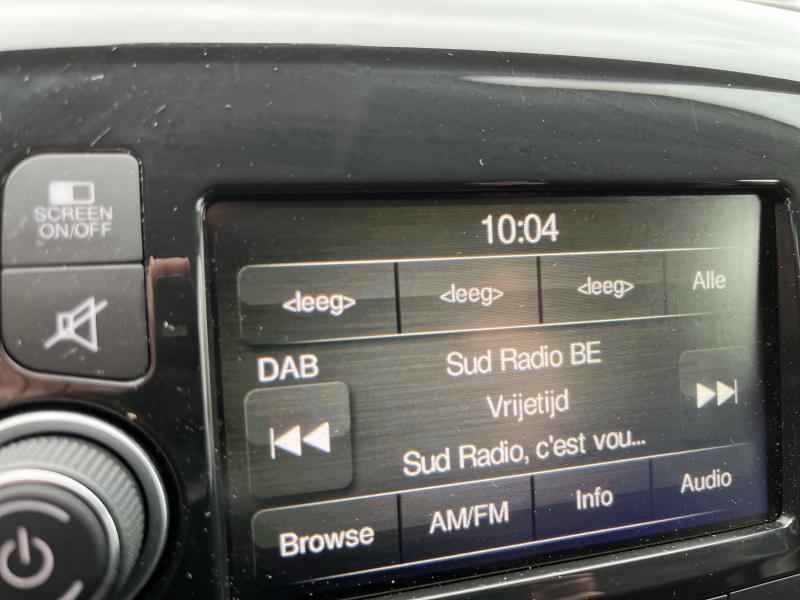 SCREEN
ON/OFF
10:04
<leeg> <leeg> <leeg> Alle
DAB
Sud Radio BE
Vrijetijd
Sud Radio, c'est vou...
Browse AM/FM Info Audio